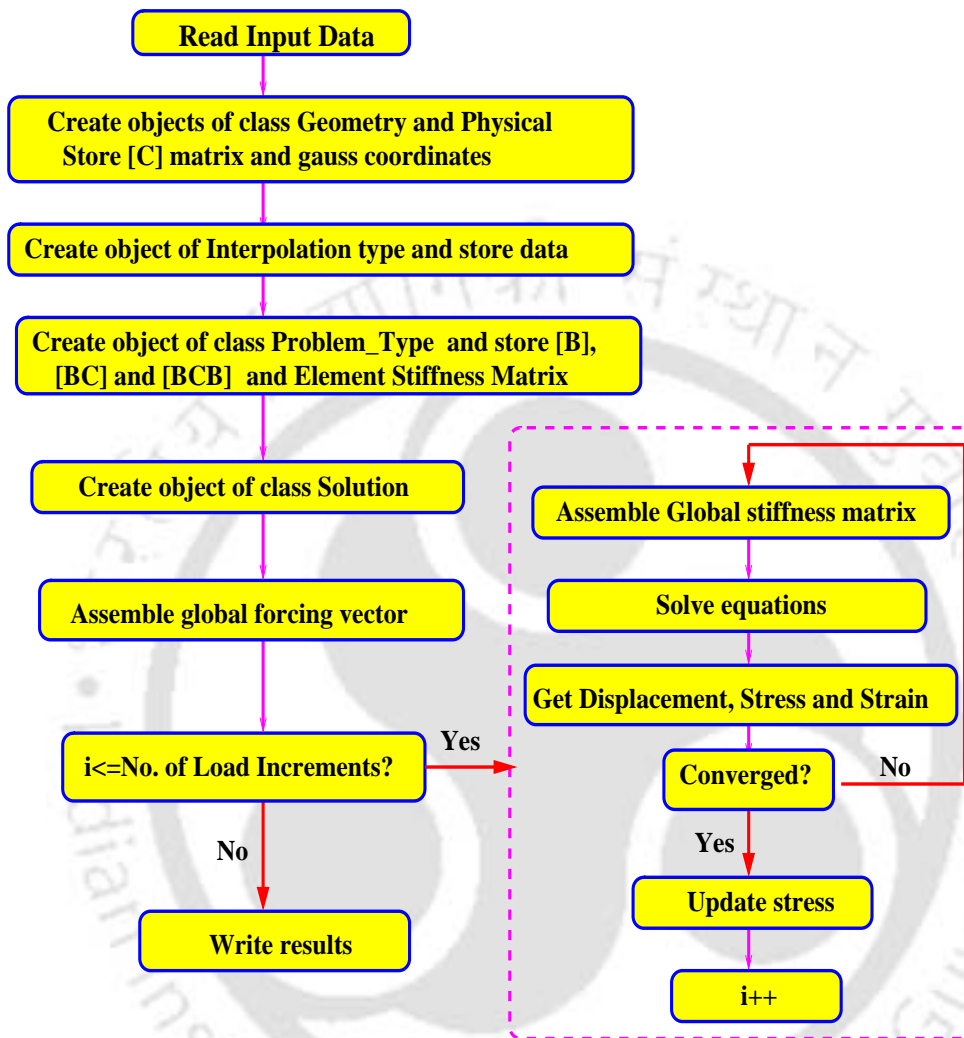 Read Input Data
Create objects of class Geometry and Physical
Store [C] matrix and gauss coordinates
Create object of Interpolation type and store data
Create object of class Problem_Type and store [B],
[BC] and [BCB] and Element Stiffness Matrix
Create object of class Solution
Assemble global forcing vector
i<=No. of Load Increments?
Yes
No
Write results
Assemble Global stiffness matrix
Solve equations
Get Displacement, Stress and Strain
Converged?
No
Yes
Update stress
i++